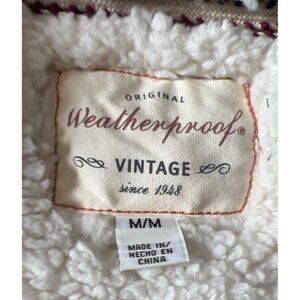 ORIGINAL
Weatherproof®
VINTAGE
since 1948
M/M
MADE IN/
HECHO EN
CHINA